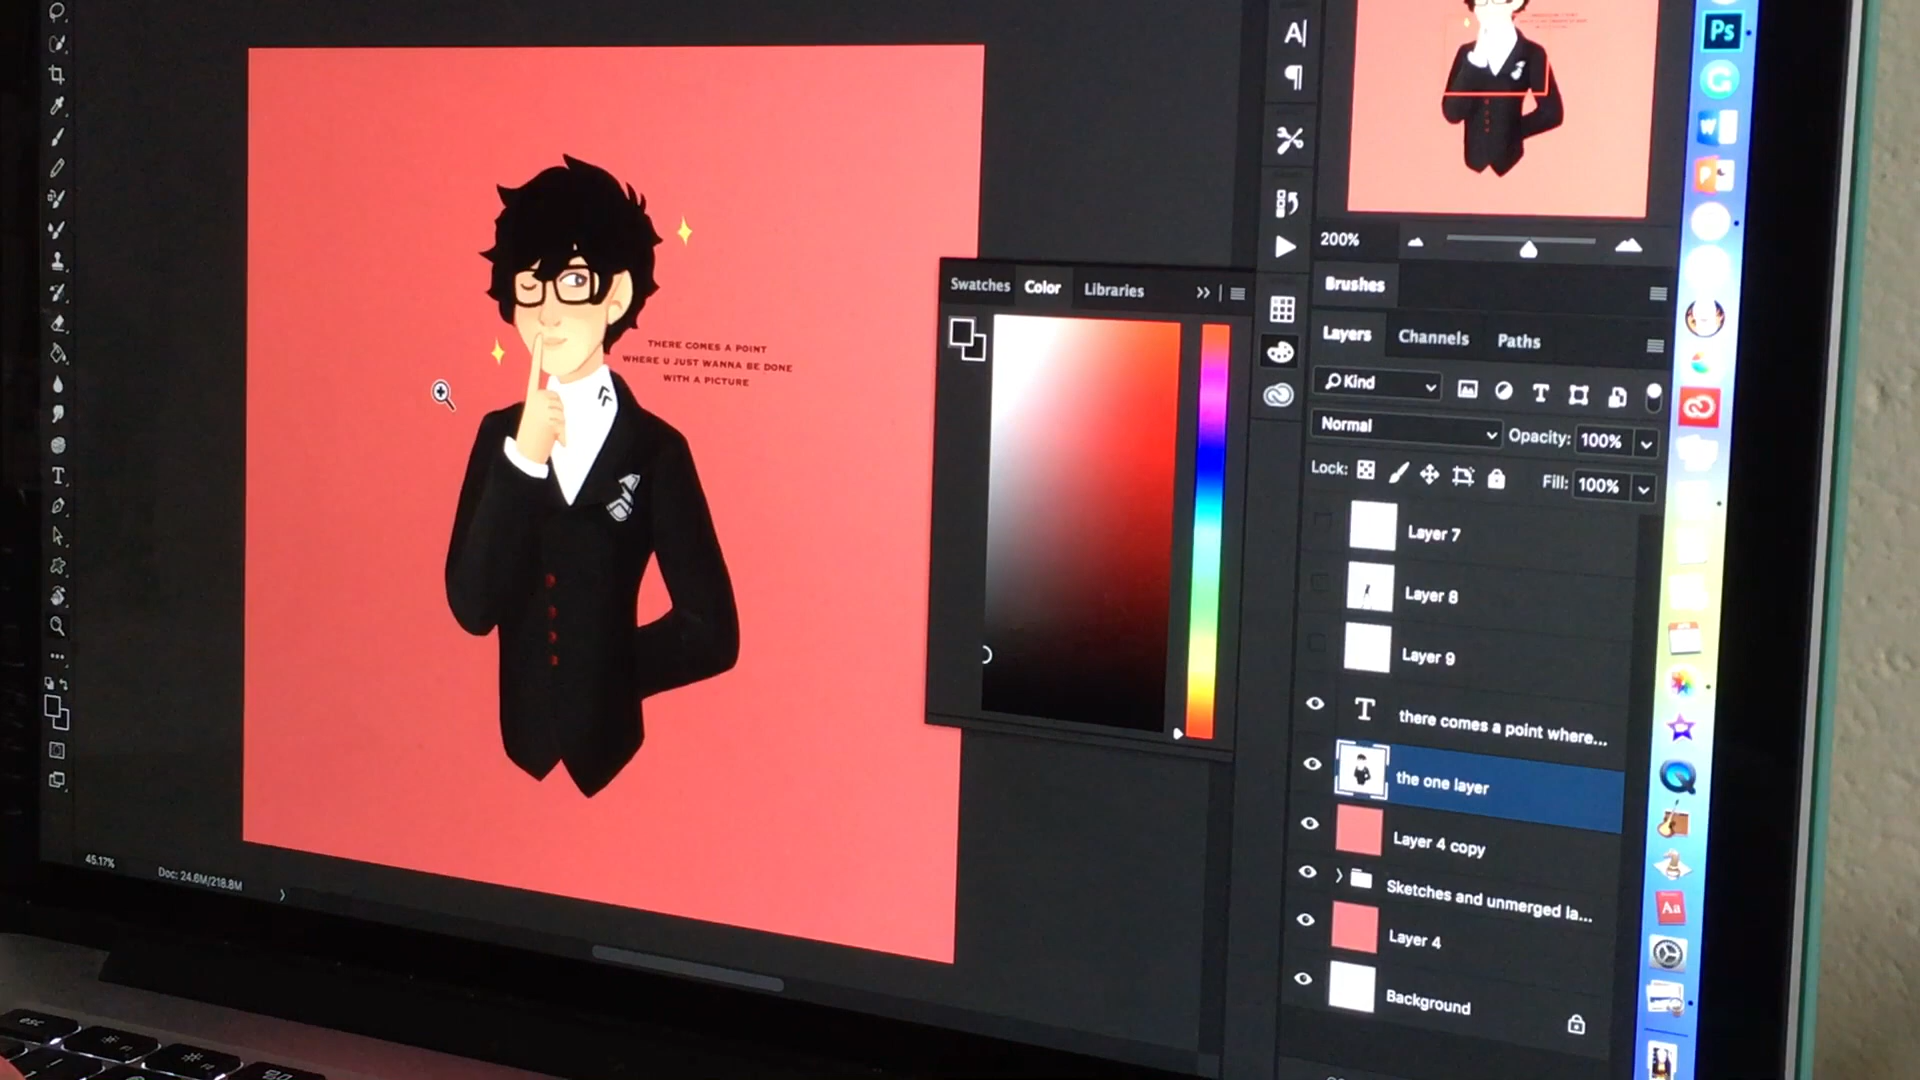 THERE COMES A POINT
WHERE U JUST WANNA BE DONE
WITH A PICTURE
45.17%
Doc: 24.6M/218.8M
Swatches Color Libraries
A
200%
Brushes
Layers Channels Paths
Kind
T
Normal Opacity: 100%
Lock: Fill: 100%
Layer 7
Layer 8
Layer 9
T there comes a point where...
the one layer
Layer 4 copy
Sketches and unmerged la...
Layer 4
Background
Ps
G
W
P
Aa
esc